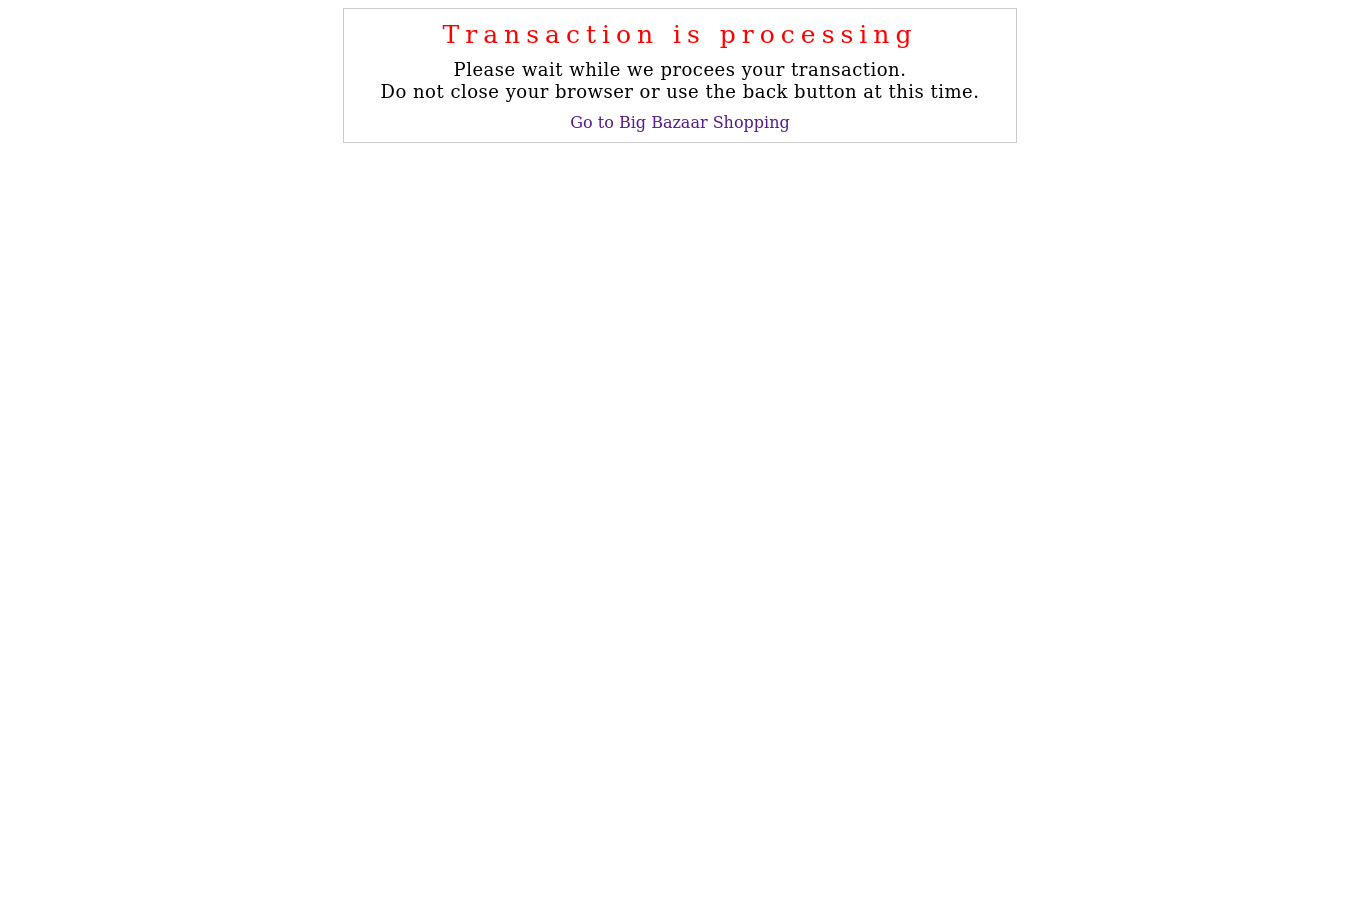 Transaction is processing
Please wait while we procees your transaction.
Do not close your browser or use the back button at this time.
Go to Big Bazaar Shopping